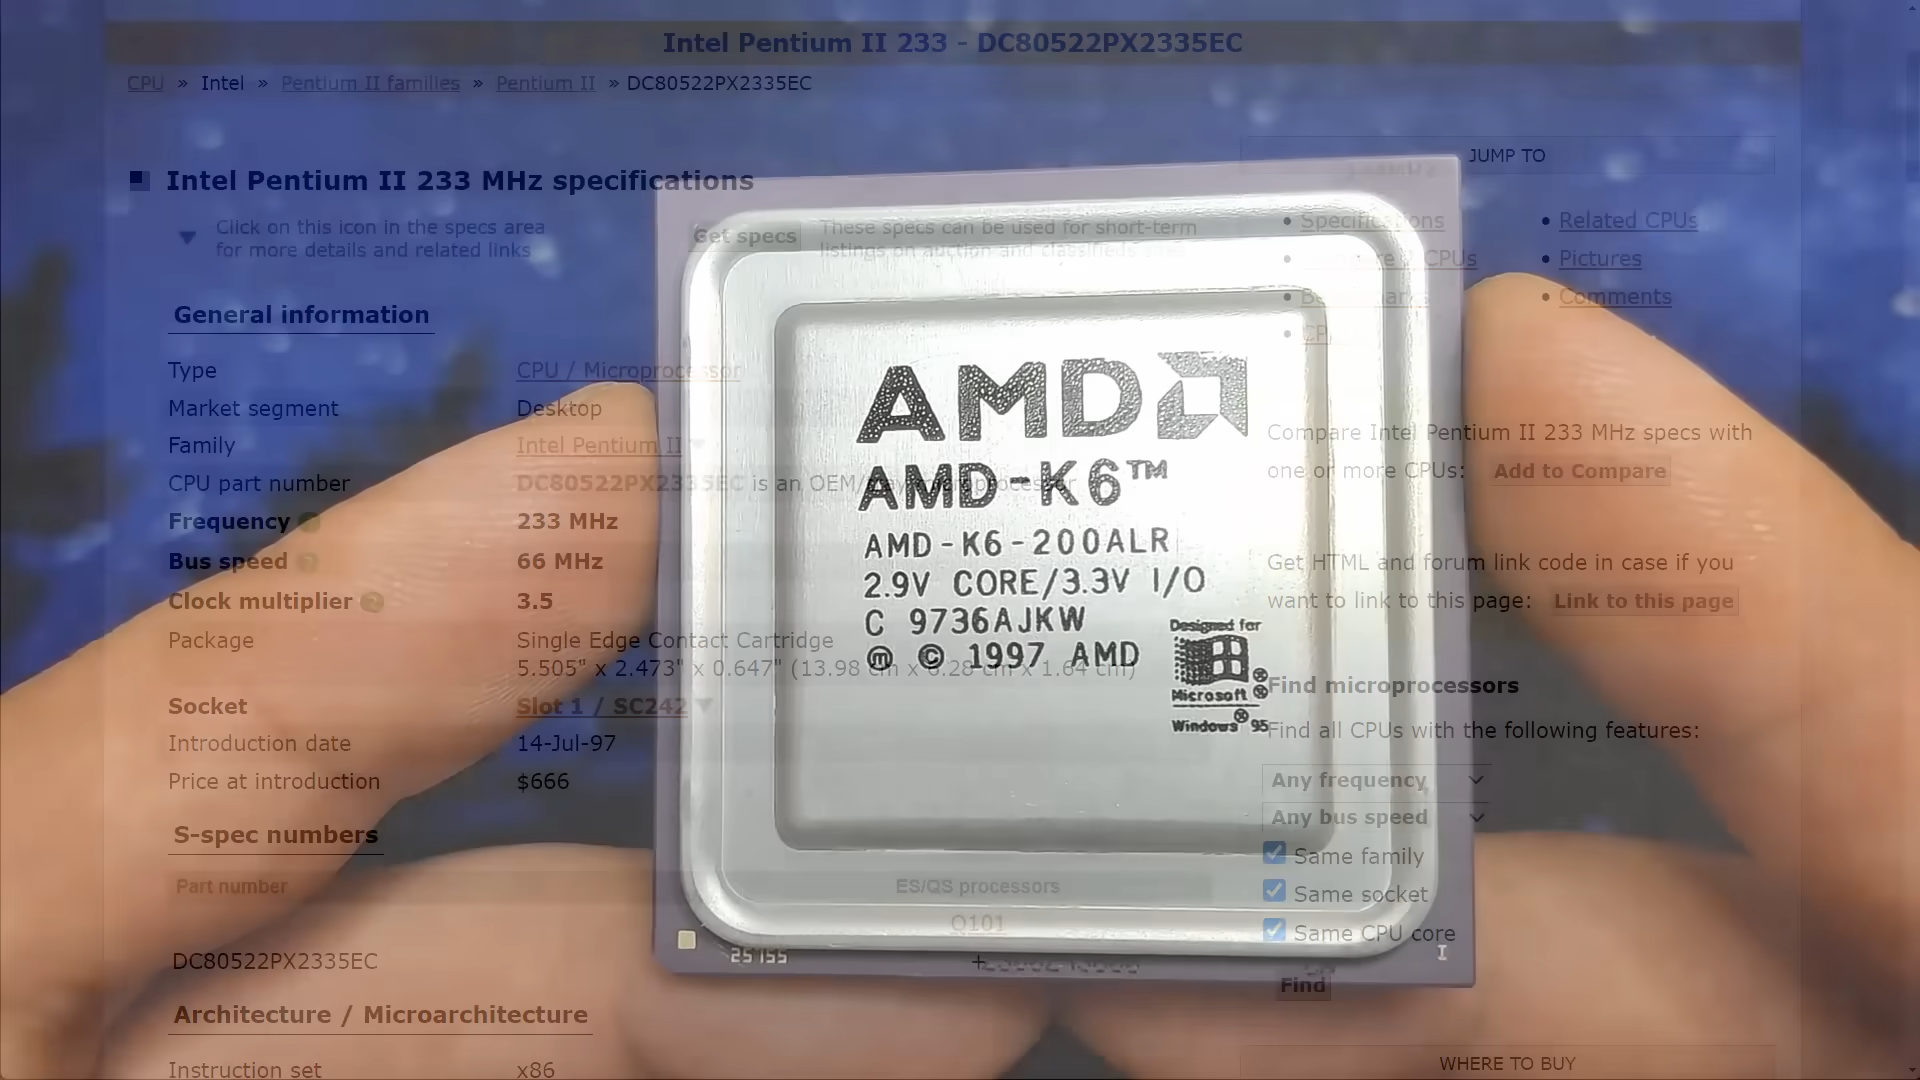 Intel Pentium II 233 - DC80522PX2335EC
CPU » Intel » Pentium II families » Pentium II » DC80522PX2335EC
Intel Pentium II 233 MHz specifications
Click on this icon in the specs area
for more details and related links
Get specs
These specs can be used for short-term
listings on auction and classifieds
JUMP TO
• Specifications
• Related CPUs
CPUs
• Pictures
• Comments
General information
Type CPU / Microprocessor
Market segment Desktop
Family Intel Pentium II
CPU part number DC80522PX2335EC is an OEM/tray microprocessor
Frequency 233 MHz
Bus speed 66 MHz
Clock multiplier 3.5
Package Single Edge Contact Cartridge
5.505" x 2.473" x 0.647" (13.98 cm x 6.28 cm x 1.64 cm)
Socket Slot 1 / SC242
Introduction date 14-Jul-97
Price at introduction $666
S-spec numbers
Part number
ES/QS processors
Q101
DC80522PX2335EC
+
Architecture / Microarchitecture
Instruction set x86
AMD
AMD-K6™
AMD-K6-200ALR
2.9V CORE/3.3V I/O
C 9736AJKW
ⓜ © 1997 AMD
Designed for
Microsoft®
Windows® 95
25155
I
Compare Intel Pentium II 233 MHz specs with
one or more CPUs: Add to Compare
Get HTML and forum link code in case if you
want to link to this page: Link to this page
Find microprocessors
Find all CPUs with the following features:
Any frequency
Any bus speed
Same family
Same socket
Same CPU core
Find
WHERE TO BUY